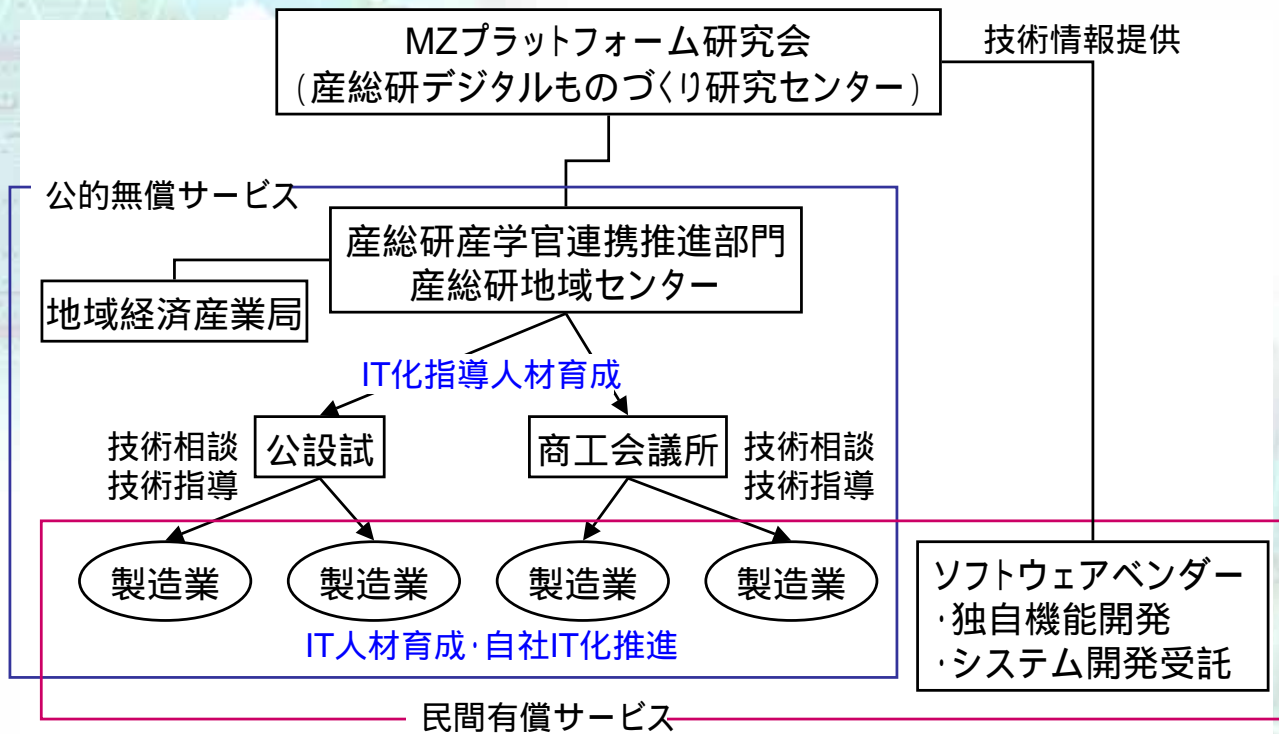 MZプラットフォーム研究会
(産総研デジタルものづくり研究センター)
技術情報提供
公的無償サービス
産総研産学官連携推進部門
産総研地域センター
地域経済産業局
IT化指導人材育成
技術相談
技術指導
公設試
商工会議所
技術相談
技術指導
製造業
製造業
製造業
製造業
IT人材育成・自社IT化推進
ソフトウェアベンダー
・独自機能開発
・システム開発受託
民間有償サービス